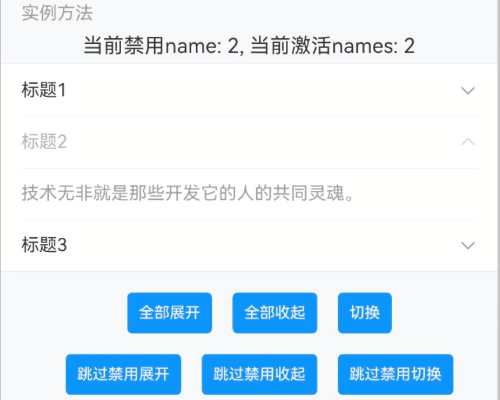 实例方法
当前禁用name: 2, 当前激活names: 2
标题1
标题2
技术无非就是那些开发它的人的共同灵魂。
标题3
全部展开 全部收起 切换
跳过禁用展开 跳过禁用收起 跳过禁用切换